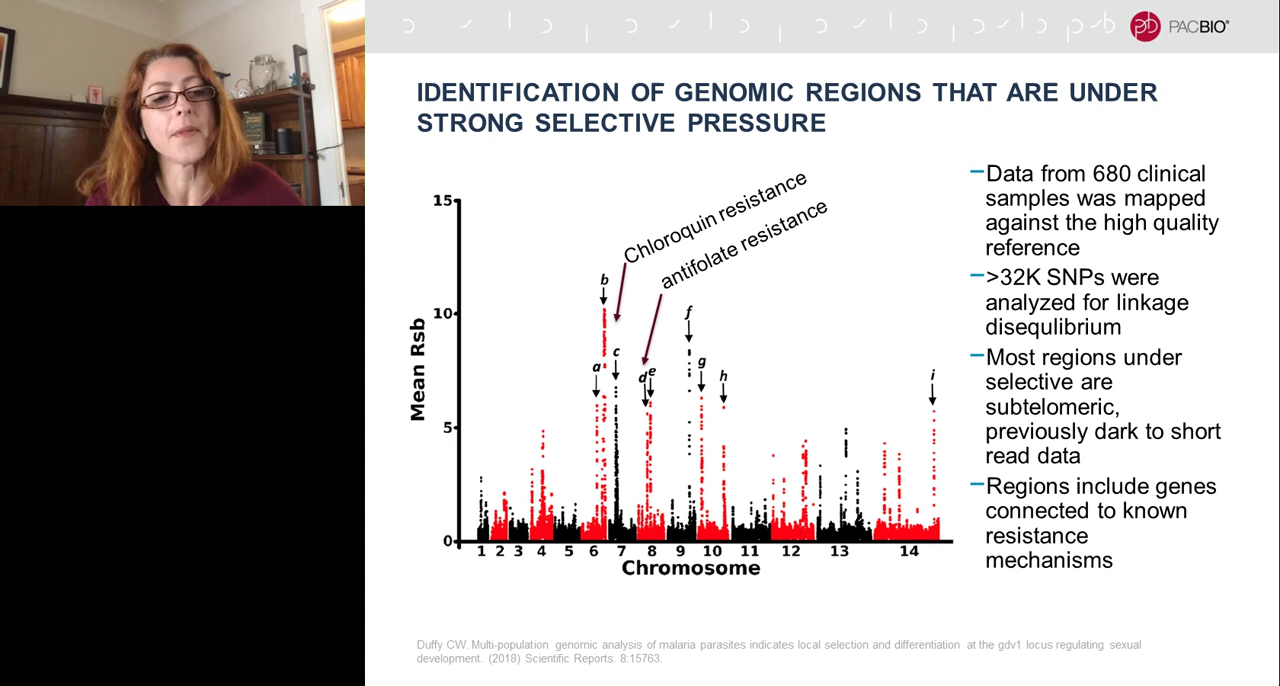 PACBIO®
IDENTIFICATION OF GENOMIC REGIONS THAT ARE UNDER
STRONG SELECTIVE PRESSURE
Chloroquin resistance
antifolate resistance
15
10
5
0
Mean Rsb
a
b
c
d
e
f
g
h
i
1 2 3 4 5 6 7 8 9 10 11 12 13 14
Chromosome
–Data from 680 clinical
samples was mapped
against the high quality
reference
–>32K SNPs were
analyzed for linkage
disequlibrium
–Most regions under
selective are
subtelomeric,
previously dark to short
read data
–Regions include genes
connected to known
resistance
mechanisms
Duffy CW. Multi-population genomic analysis of malaria parasites indicates local selection and differentiation at the gdv1 locus regulating sexual
development. (2018) Scientific Reports. 8:15763.